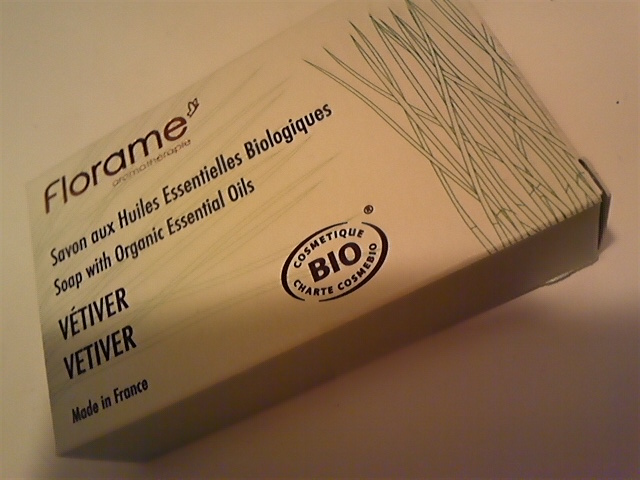 Florame
aromathérapie
Savon aux Huiles Essentielles Biologiques
Soap with Organic Essential Oils
VÉTIVER
VETIVER
Made in France
®
COSMETIQUE
BIO
CHARTE COSMEBIO